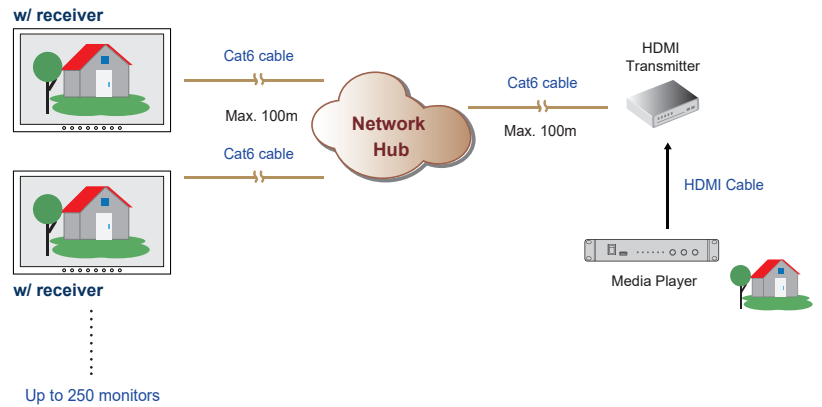 w/ receiver
Cat6 cable
Max. 100m
Cat6 cable
Network
Hub
Cat6 cable
Max. 100m
HDMI
Transmitter
HDMI Cable
Media Player
w/ receiver
Up to 250 monitors